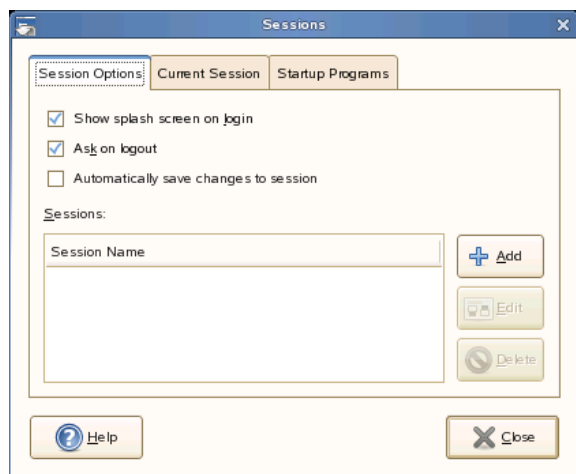 Sessions
Session Options
Current Session
Startup Programs
Show splash screen on login
Ask on logout
Automatically save changes to session
Sessions:
Session Name
Add
Edit
Delete
Help
Close